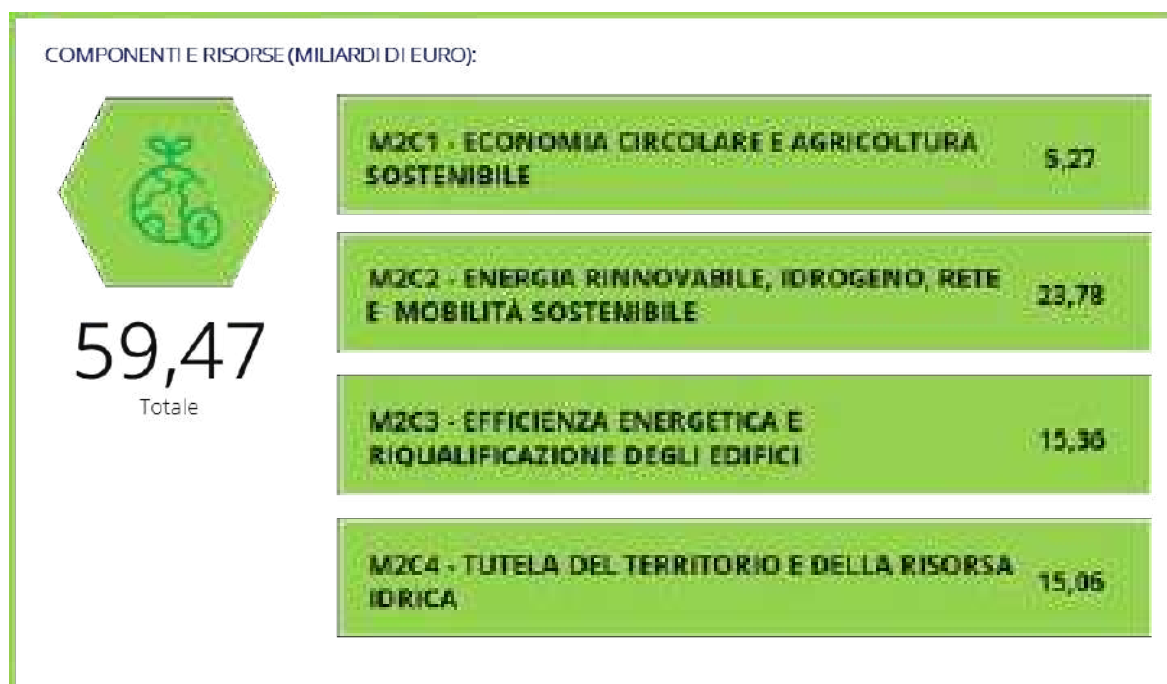 COMPONENTI E RISORSE (MILIARDI DI EURO):
59,47
Totale
M2C1 - ECONOMIA CIRCOLARE E AGRICOLTURA
SOSTENIBILE
5,27
M2C2 - ENERGIA RINNOVABILE, IDROGENO, RETE
E MOBILITÀ SOSTENIBILE
23,78
M2C3 - EFFICIENZA ENERGETICA E
RIQUALIFICAZIONE DEGLI EDIFICI
15,36
M2C4 - TUTELA DEL TERRITORIO E DELLA RISORSA
IDRICA
15,06